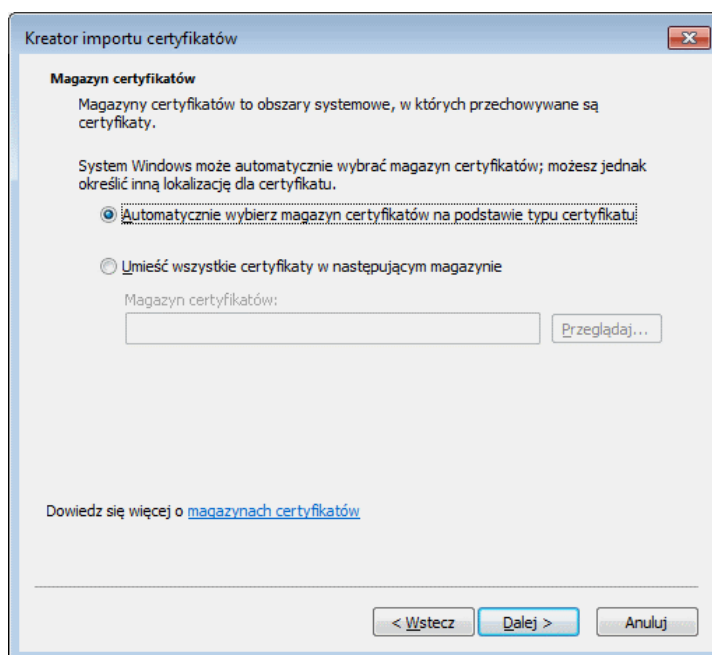 Kreator importu certyfikatów
Magazyn certyfikatów
Magazyny certyfikatów to obszary systemowe, w których przechowywane są
certyfikaty.
System Windows może automatycznie wybrać magazyn certyfikatów; możesz jednak
określić inną lokalizację dla certyfikatu.
Automatycznie wybierz magazyn certyfikatów na podstawie typu certyfikatu
Umieść wszystkie certyfikaty w następującym magazynie
Magazyn certyfikatów:
Przeglądaj...
Dowiedz się więcej o magazynach certyfikatów
< Wstecz
Dalej >
Anuluj